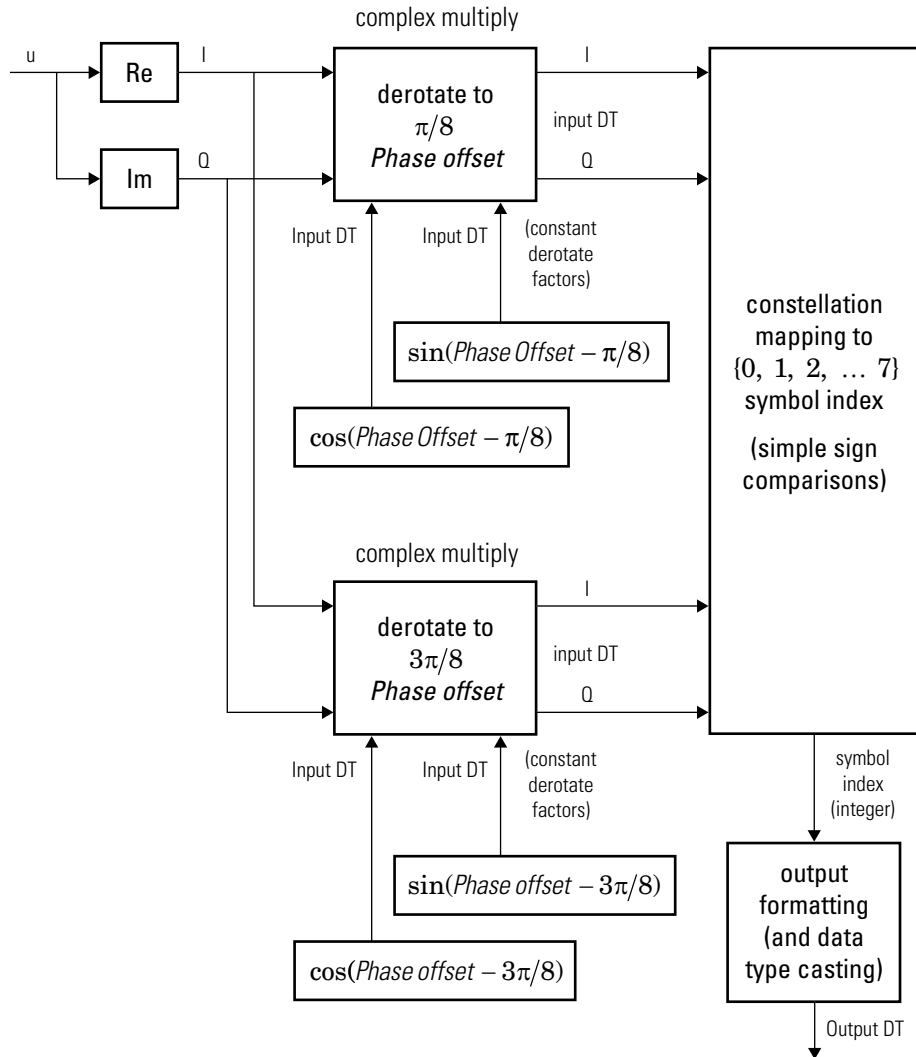 complex multiply
u
Re
I
derotate to
π/8
Phase offset
I
input DT
Q
Im
Q
Input DT
Input DT
(constant
derotate
factors)
sin(Phase Offset − π/8)
cos(Phase Offset − π/8)
constellation
mapping to
{0, 1, 2, … 7}
symbol index
(simple sign
comparisons)
complex multiply
derotate to
3π/8
Phase offset
I
input DT
Q
Input DT
Input DT
(constant
derotate
factors)
sin(Phase offset − 3π/8)
cos(Phase offset − 3π/8)
symbol
index
(integer)
output
formatting
(and data
type casting)
Output DT